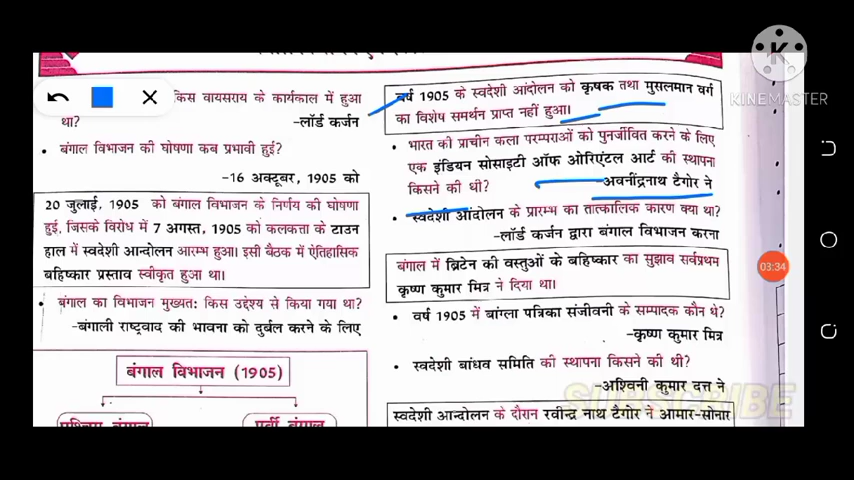 किस वायसराय के कार्यकाल में हुआ
था?
-लॉर्ड कर्जन
• बंगाल विभाजन की घोषणा कब प्रभावी हुई?
-16 अक्टूबर, 1905 को
20 जुलाई, 1905 को बंगाल विभाजन के निर्णय की घोषणा
हुई, जिसके विरोध में 7 अगस्त, 1905 को कलकत्ता के टाउन
हाल में स्वदेशी आन्दोलन आरम्भ हुआ। इसी बैठक में ऐतिहासिक
बहिष्कार प्रस्ताव स्वीकृत हुआ था।
• बंगाल का विभाजन मुख्यत: किस उद्देश्य से किया गया था?
-बंगाली राष्ट्रवाद की भावना को दुर्बल करने के लिए
बंगाल विभाजन (1905)
पश्चिम बंगाल
पूर्वी बंगाल
वर्ष 1905 के स्वदेशी आंदोलन को कृषक तथा मुसलमान वर्ग
का विशेष समर्थन प्राप्त नहीं हुआ।
• भारत की प्राचीन कला परम्पराओं को पुनर्जीवित करने के लिए
एक इंडियन सोसाइटी ऑफ ओरिएंटल आर्ट की स्थापना
किसने की थी?
-अवनींद्रनाथ टैगोर ने
• स्वदेशी आंदोलन के प्रारम्भ का तात्कालिक कारण क्या था?
-लॉर्ड कर्जन द्वारा बंगाल विभाजन करना
बंगाल में ब्रिटेन की वस्तुओं के बहिष्कार का सुझाव सर्वप्रथम
कृष्ण कुमार मित्र ने दिया था।
• वर्ष 1905 में बांग्ला पत्रिका संजीवनी के सम्पादक कौन थे?
-कृष्ण कुमार मित्र
• स्वदेशी बांधव समिति की स्थापना किसने की थी?
-अश्विनी कुमार दत्त ने
स्वदेशी आन्दोलन के दौरान रवीन्द्र नाथ टैगोर ने आमार-सोनार
KINEMASTER
03:34
SUBSCRIBE